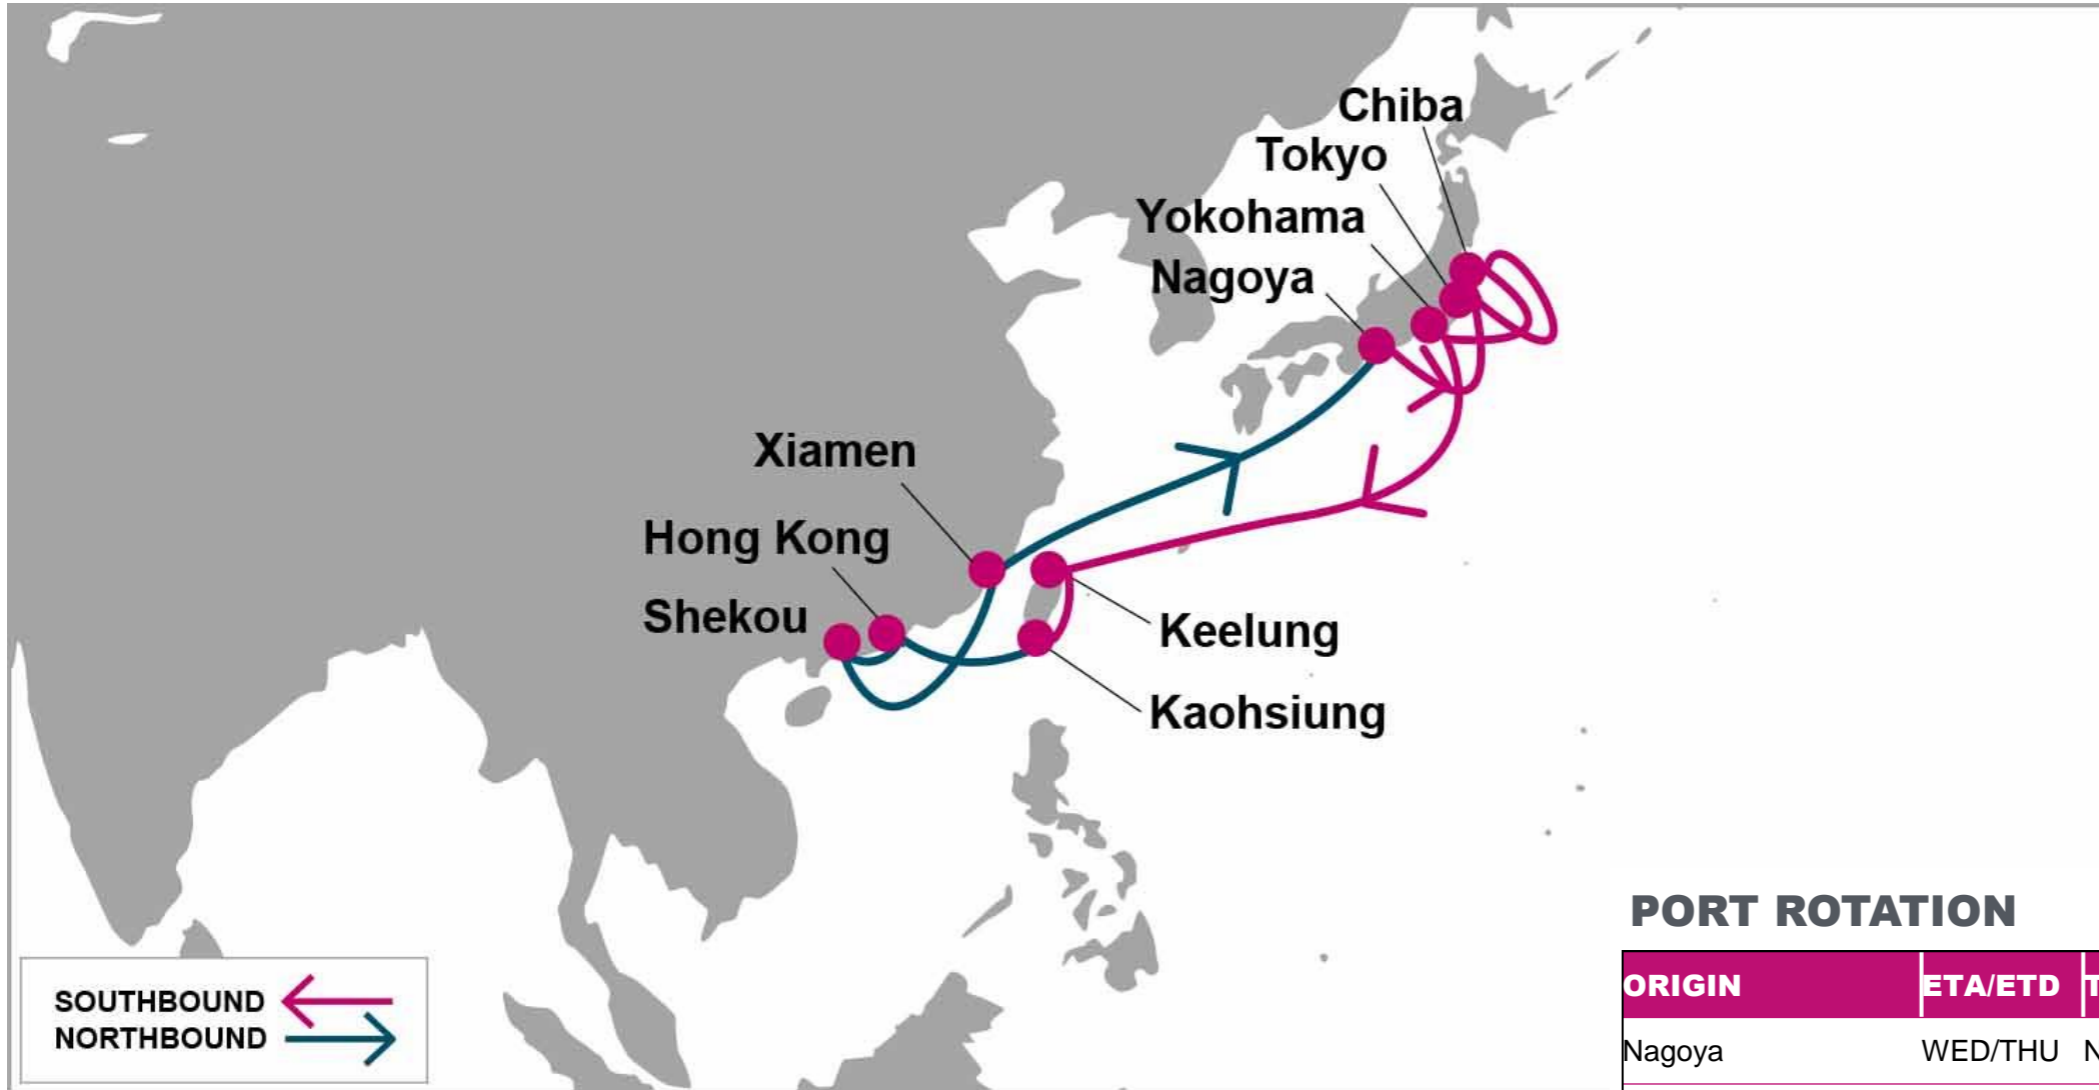 Chiba
Tokyo
Yokohama
Nagoya
Xiamen
Hong Kong
Shekou
Keelung
Kaohsiung
SOUTHBOUND
NORTHBOUND
PORT ROTATION
ORIGIN ETA/ETD T
Nagoya WED/THU N